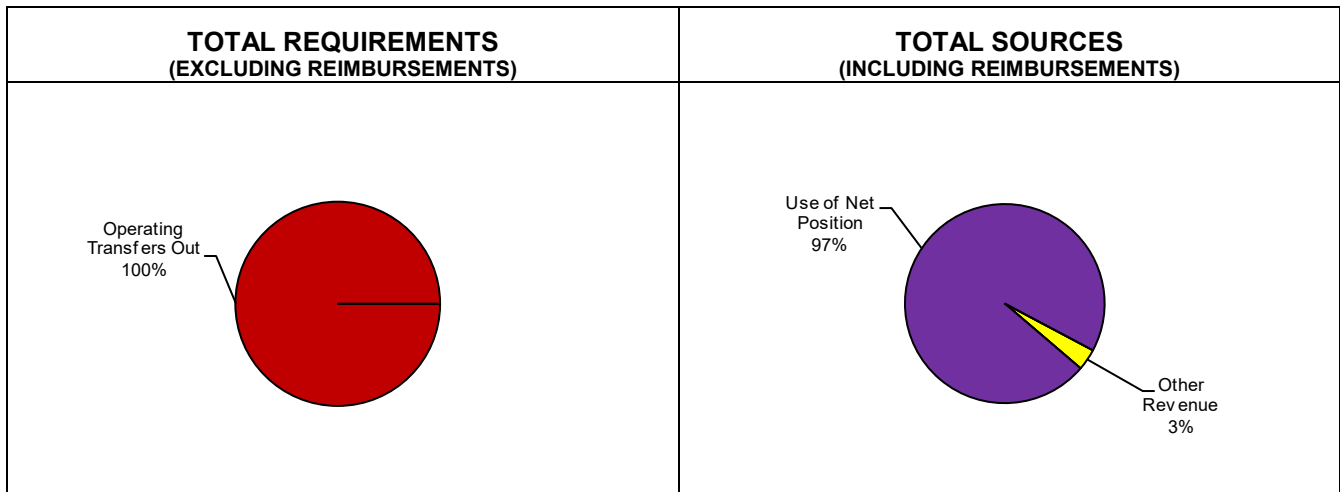 TOTAL REQUIREMENTS
(EXCLUDING REIMBURSEMENTS)
TOTAL SOURCES
(INCLUDING REIMBURSEMENTS)
Operating
Transfers Out
100%
Use of Net
Position
97%
Other
Revenue
3%